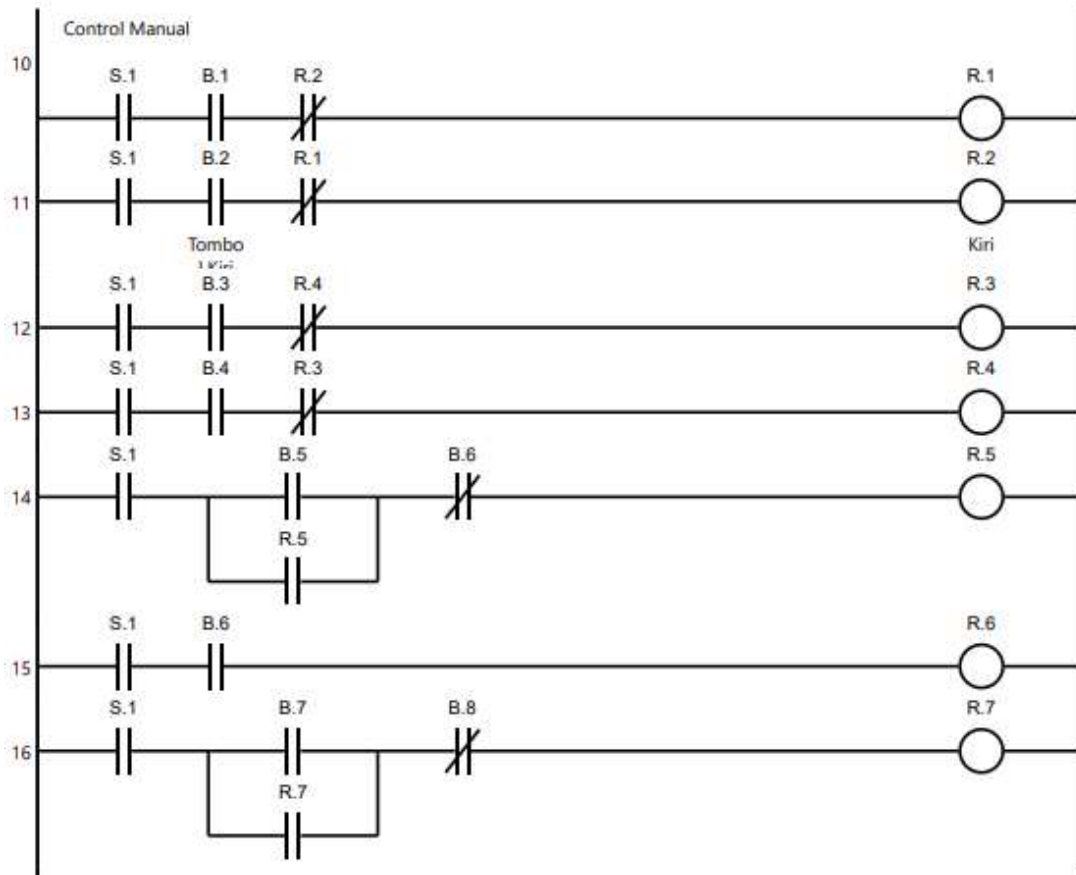 Control Manual
10
S.1 B.1 R.2 R.1
S.1 B.2 R.1 R.2
11
Tombo Kiri
S.1 B.3 R.4 R.3
12
S.1 B.4 R.3 R.4
13
S.1 B.5 B.6 R.5
14
R.5
S.1 B.6 R.6
15
S.1 B.7 B.8 R.7
16
R.7